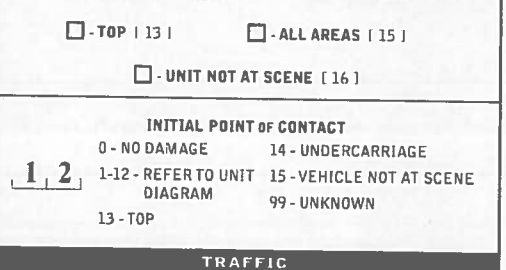 ☐ - TOP [ 13 ] ☐ - ALL AREAS [ 15 ]
☐ - UNIT NOT AT SCENE [ 16 ]
INITIAL POINT OF CONTACT
0 - NO DAMAGE 14 - UNDERCARRIAGE
1 2 1-12 - REFER TO UNIT 15 - VEHICLE NOT AT SCENE
DIAGRAM 99 - UNKNOWN
13 - TOP
TRAFFIC